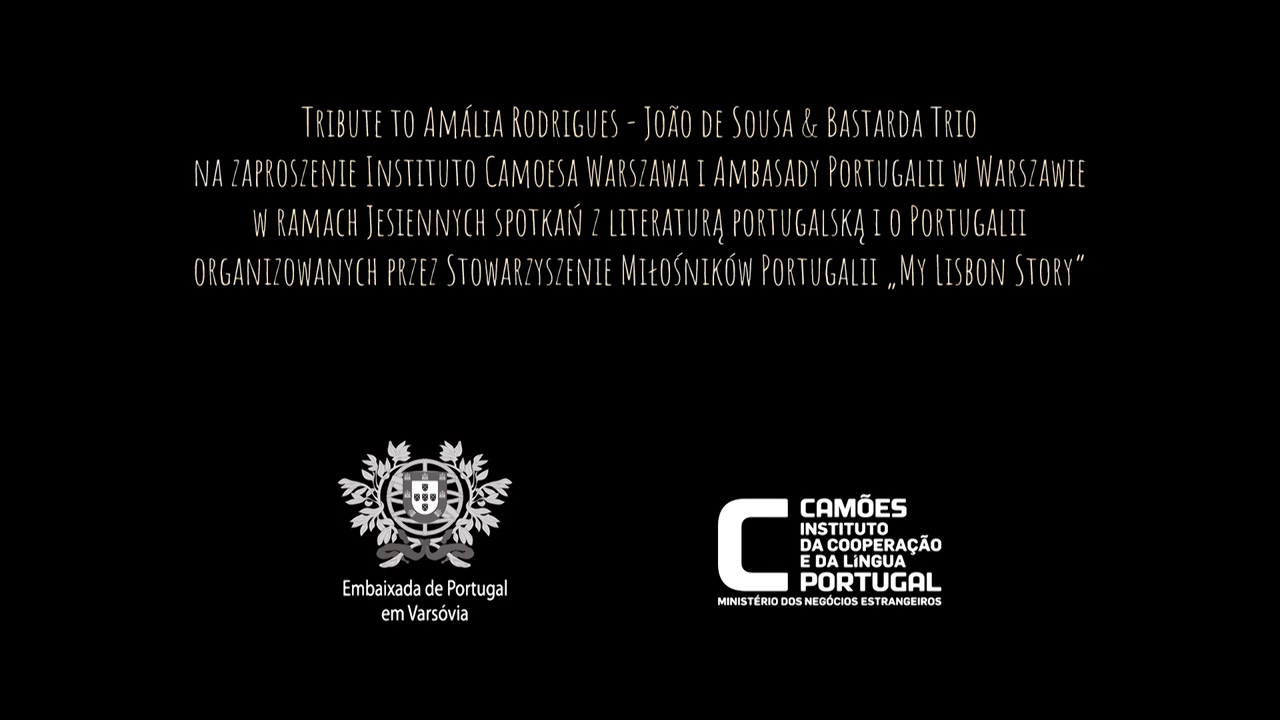 Tribute to Amália Rodrigues - João de Sousa & Bastarda Trio
na zaproszenie Instituto Camoesa Warszawa i Ambasady Portugalii w Warszawie
w ramach Jesiennych spotkań z literaturą portugalską i o Portugalii
organizowanych przez Stowarzyszenie Miłośników Portugalii „My Lisbon Story”
Embaixada de Portugal
em Varsóvia
CAMÕES
INSTITUTO
DA COOPERAÇÃO
E DA LÍNGUA
PORTUGAL
MINISTÉRIO DOS NEGÓCIOS ESTRANGEIROS